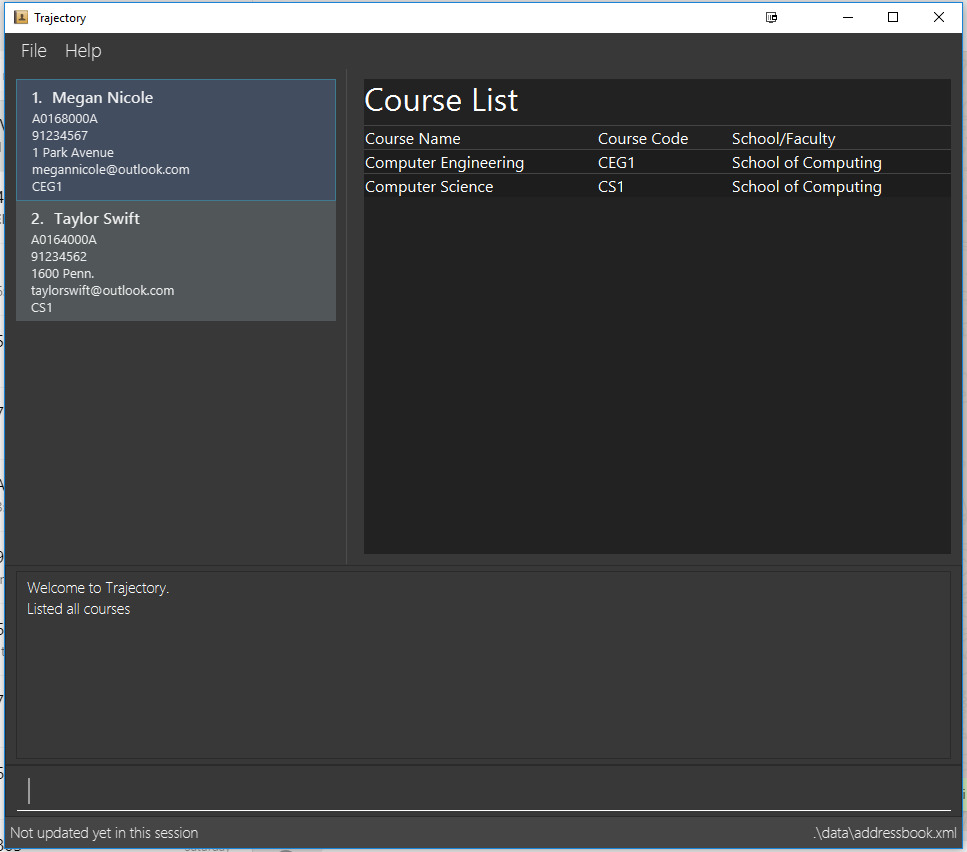 Trajectory
File Help
1. Megan Nicole
A0168000A
91234567
1 Park Avenue
megannicole@outlook.com
CEG1
2. Taylor Swift
A0164000A
91234562
1600 Penn.
taylorswift@outlook.com
CS1
Course List
Course Name Course Code School/Faculty
Computer Engineering CEG1 School of Computing
Computer Science CS1 School of Computing
Welcome to Trajectory.
Listed all courses
Not updated yet in this session .\data\addressbook.xml